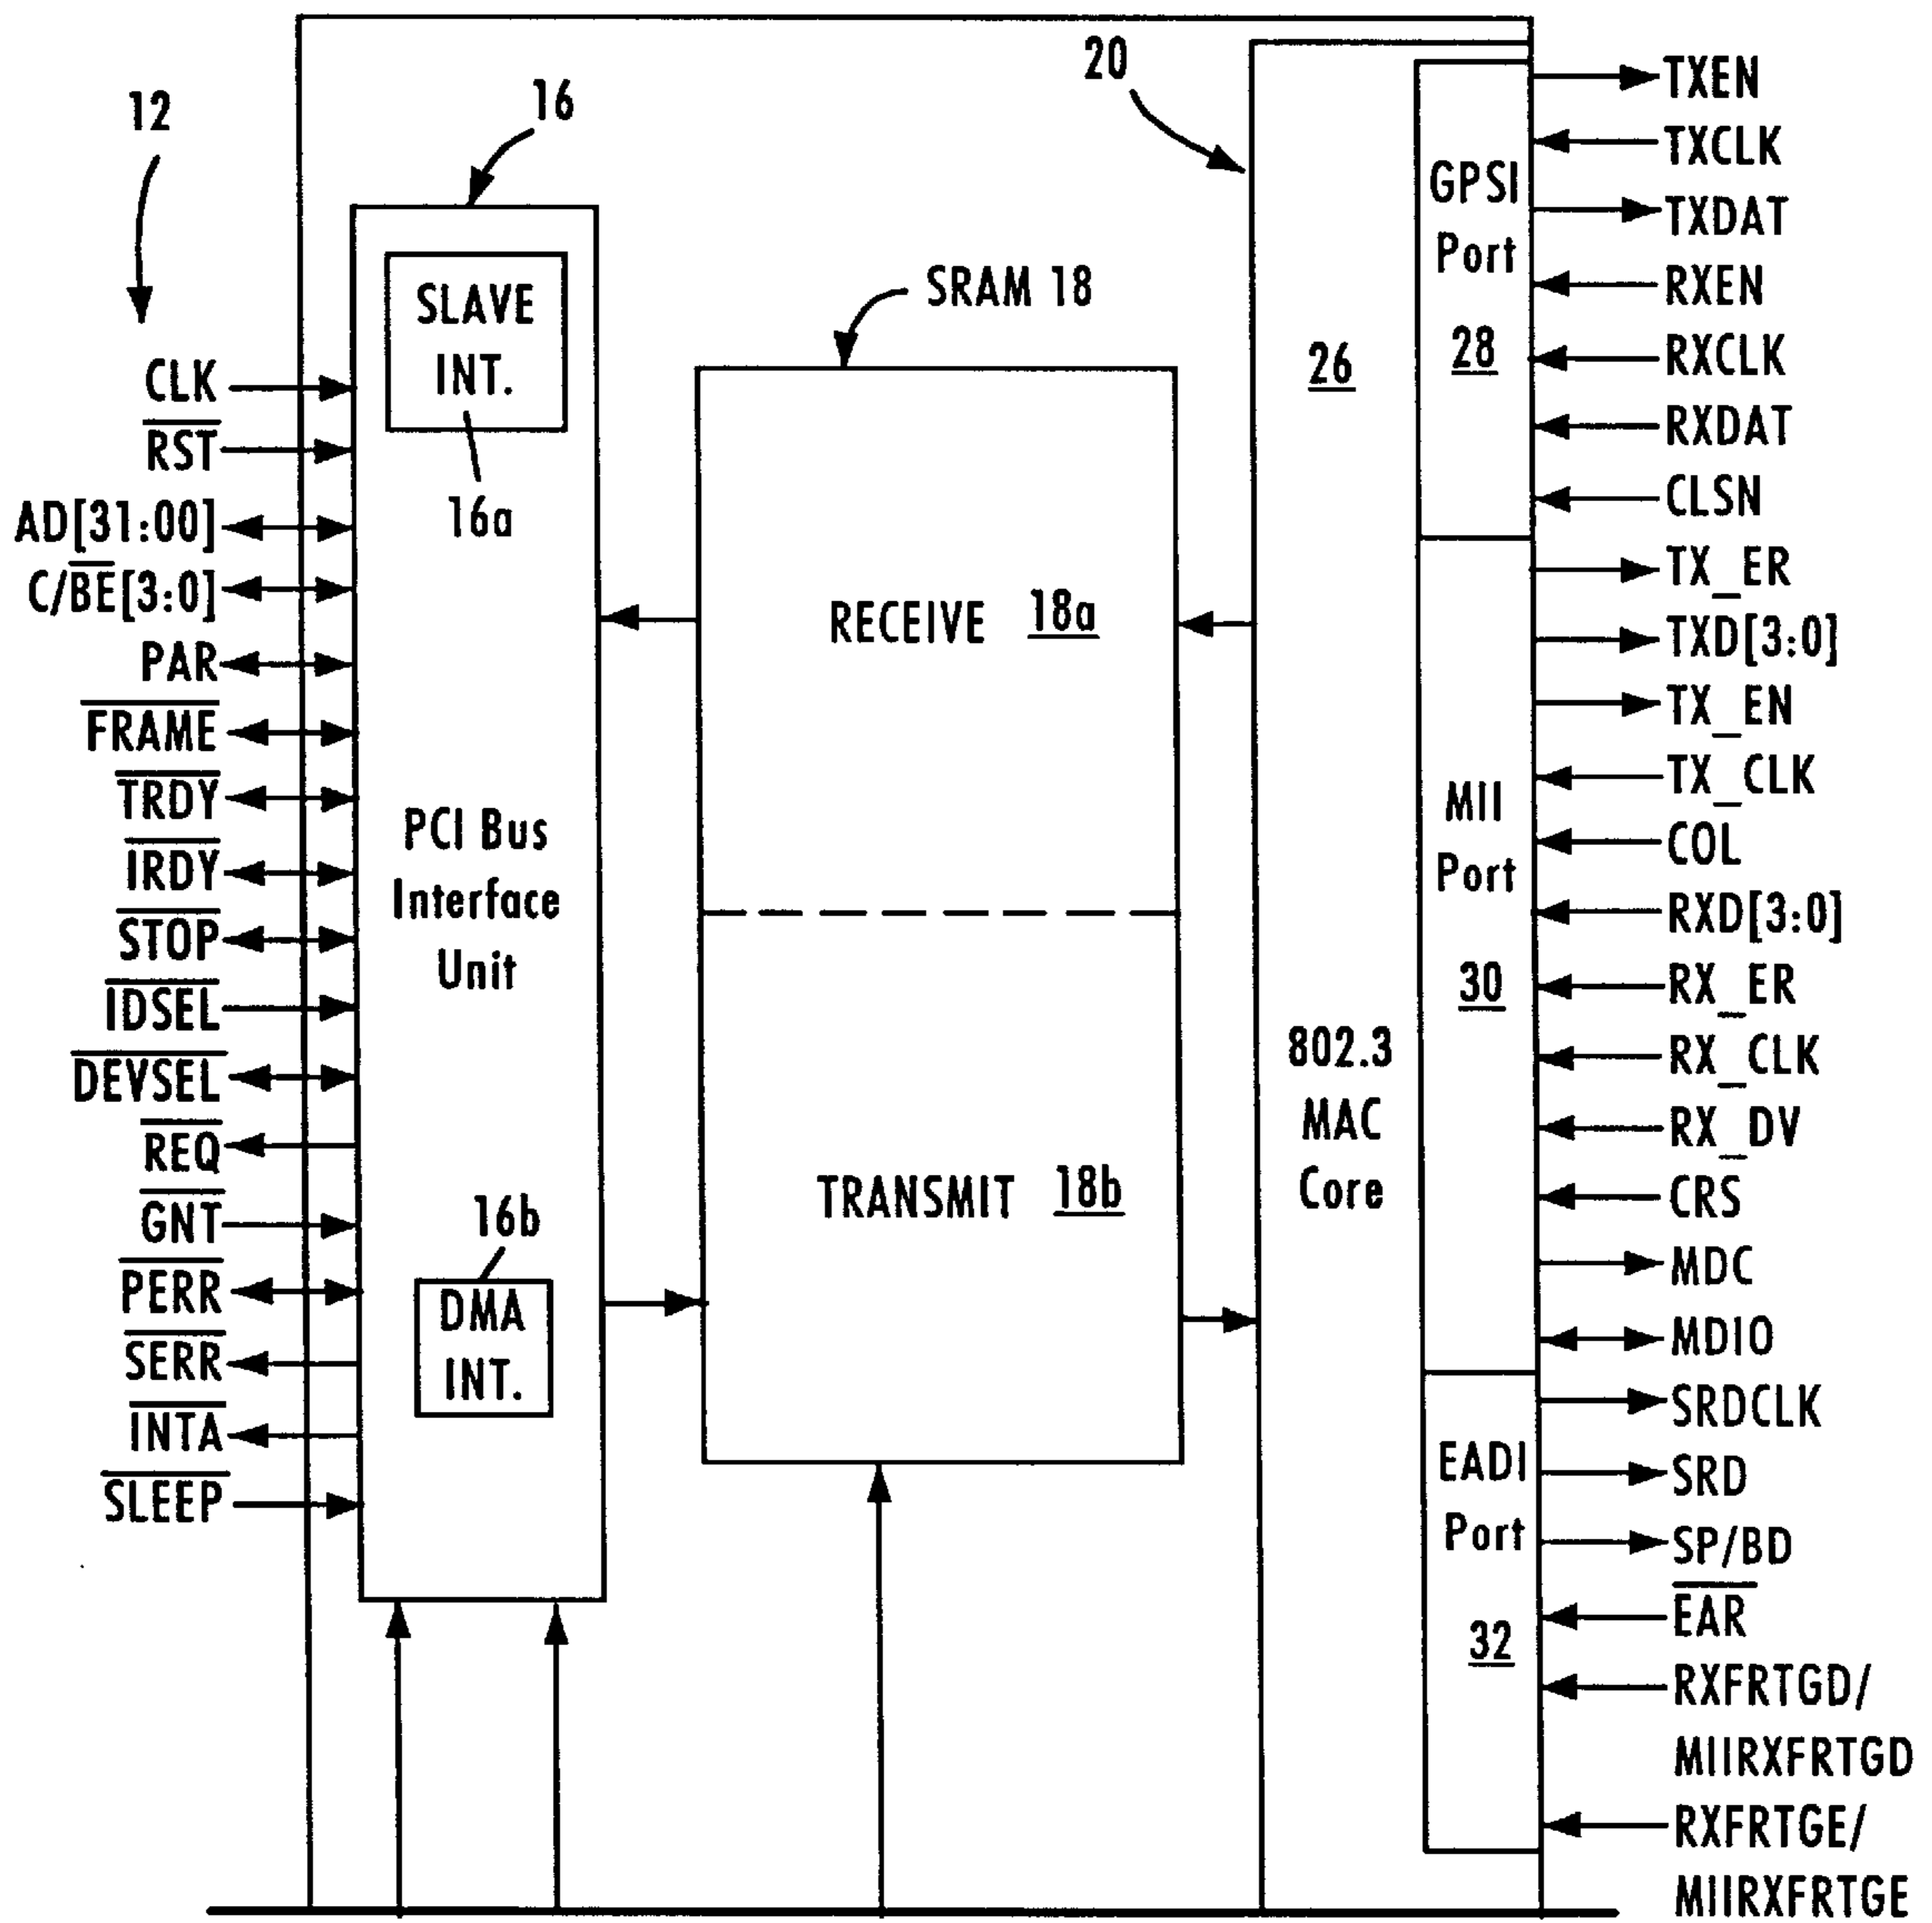 12
CLK
RST
AD[31:00]
C/BE[3:0]
PAR
FRAME
TRDY
IRDY
STOP
IDSEL
DEVSEL
REQ
GNT
PERR
SERR
INTA
SLEEP
16
SLAVE
INT.
16a
PCI Bus
Interface
Unit
16b
DMA
INT.
SRAM 18
RECEIVE 18a
TRANSMIT 18b
20
26
802.3
MAC
Core
GPSI
Port
28
MII
Port
30
EADI
Port
32
TXEN
TXCLK
TXDAT
RXEN
RXCLK
RXDAT
CLSN
TX_ER
TXD[3:0]
TX_EN
TX_CLK
COL
RXD[3:0]
RX_ER
RX_CLK
RX_DV
CRS
MDC
MDIO
SRDCLK
SRD
SP/BD
EAR
RXFRTGD/
MIIRXFRTGD
RXFRTGE/
MIIRXFRTGE